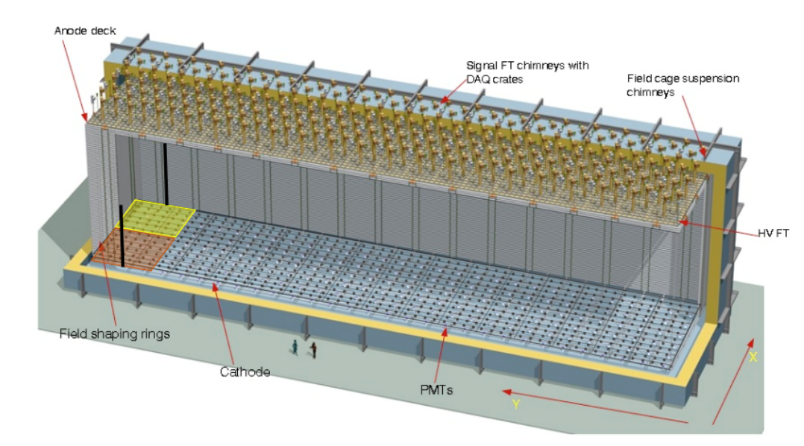 Anode deck
Signal FT chimneys with
DAQ crates
Field cage suspension
chimneys
HV FT
Field shaping rings
Cathode
PMTs
X
Y